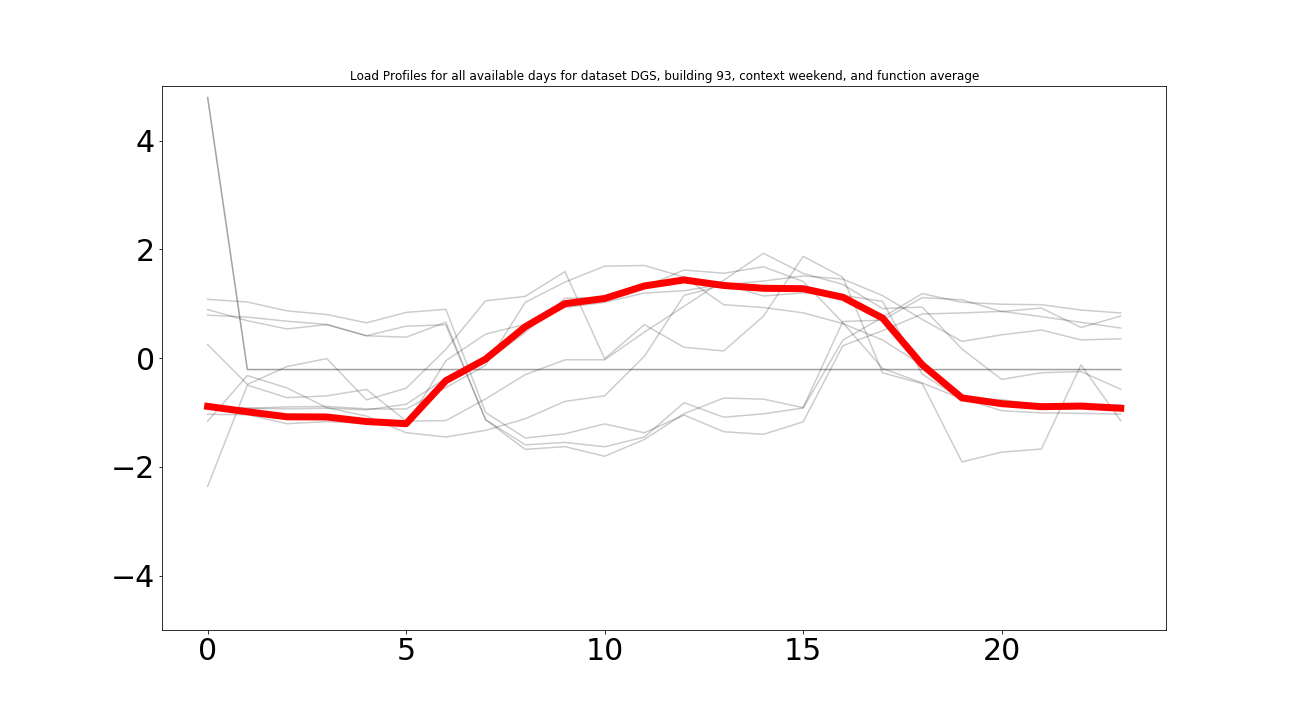 Load Profiles for all available days for dataset DGS, building 93, context weekend, and function average
4
2
0
−2
−4
0 5 10 15 20